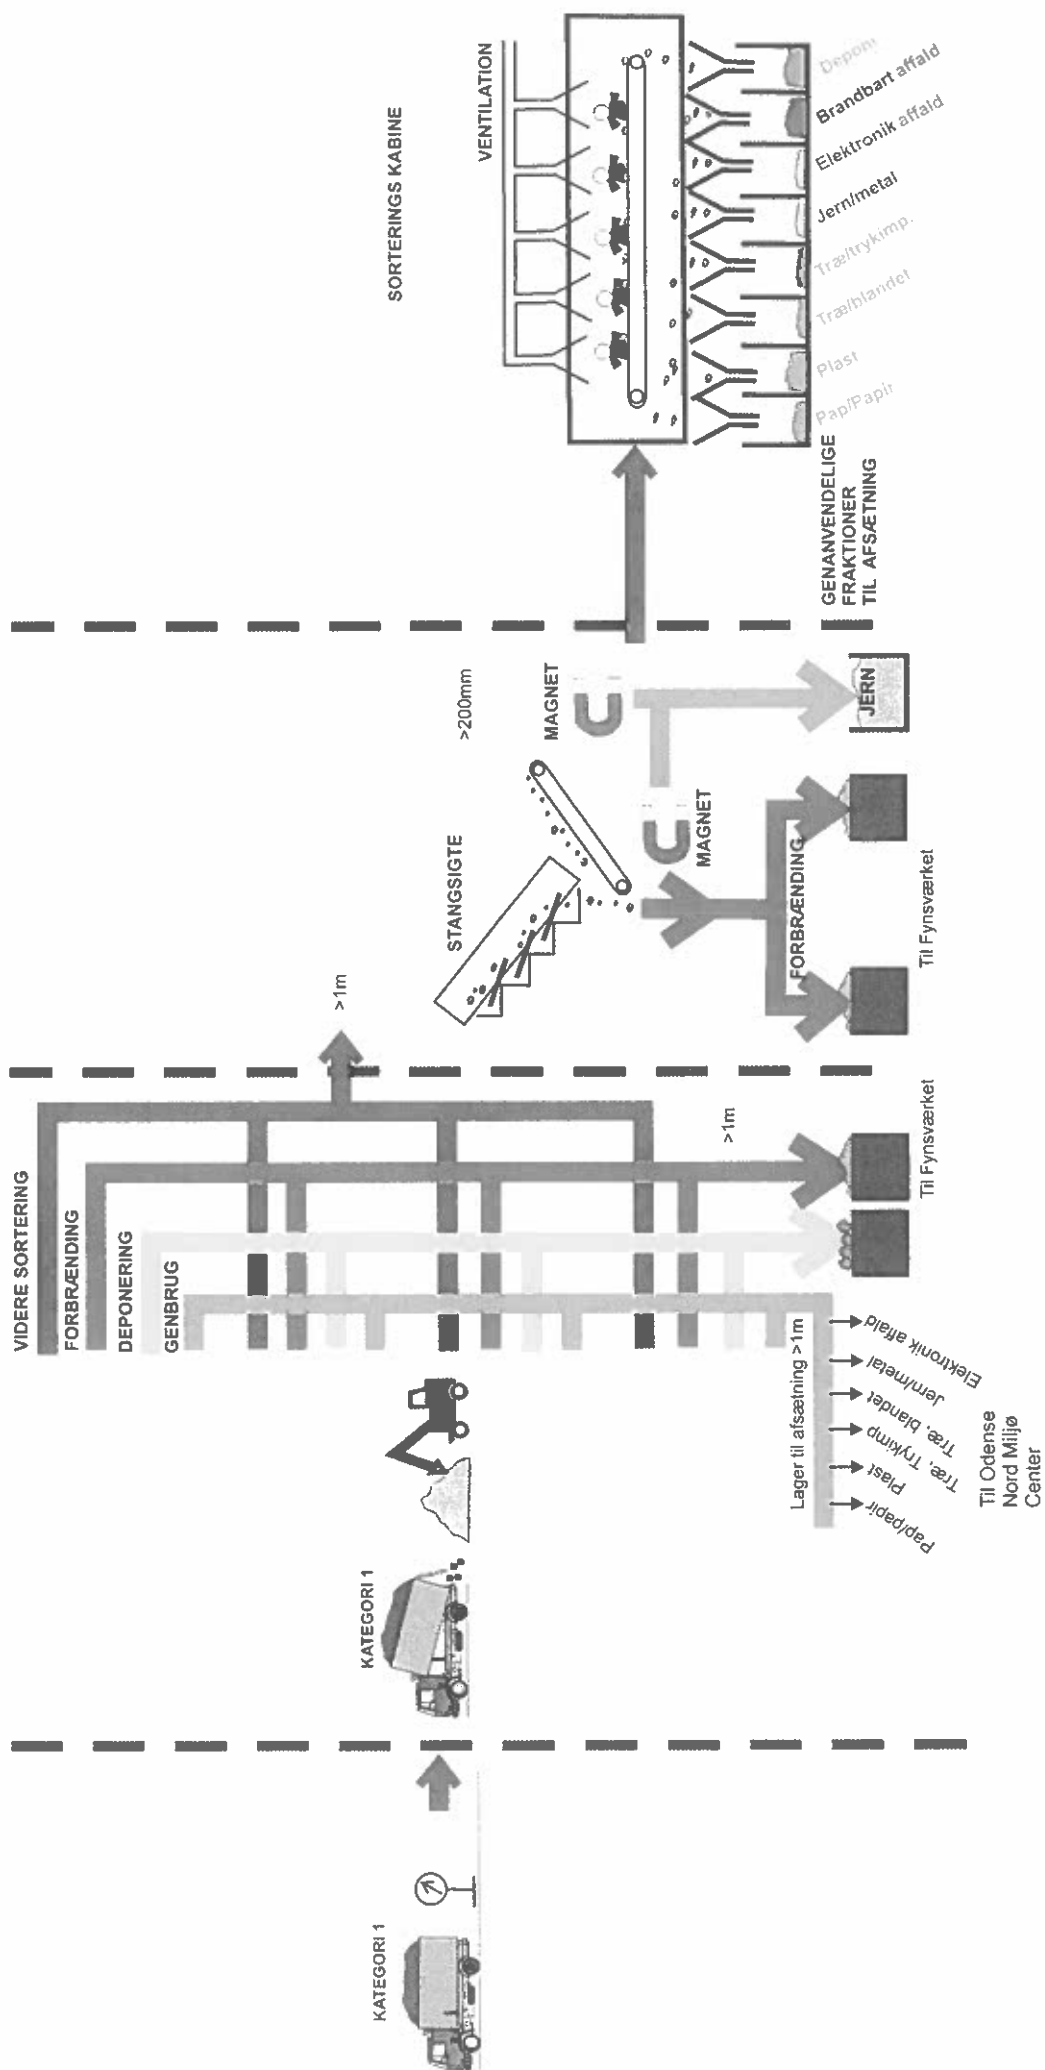 KATEGORI 1
KATEGORI 1
VIDERE SORTERING
FORBRÆNDING
DEPONERING
GENBRUG
Lager til afsætning >1m
Pap/papir
Plast
Træ, Trykimp
Træ, blandet
Jern/metal
Elektronik affald
Til Odense
Nord Miljø
Center
>1m
Til Fynsværket
>1m
STANGSIGTE
>200mm
MAGNET
MAGNET
FORBRÆNDING
JERN
Til Fynsværket
SORTERINGS KABINE
VENTILATION
GENANVENDELIGE
FRAKTIONER
TIL AFSÆTNING
Pap/Papir
Plast
Træ/blandet
Træ/trykimp.
Jern/metal
Elektronik affald
Brandbart affald
Deponi